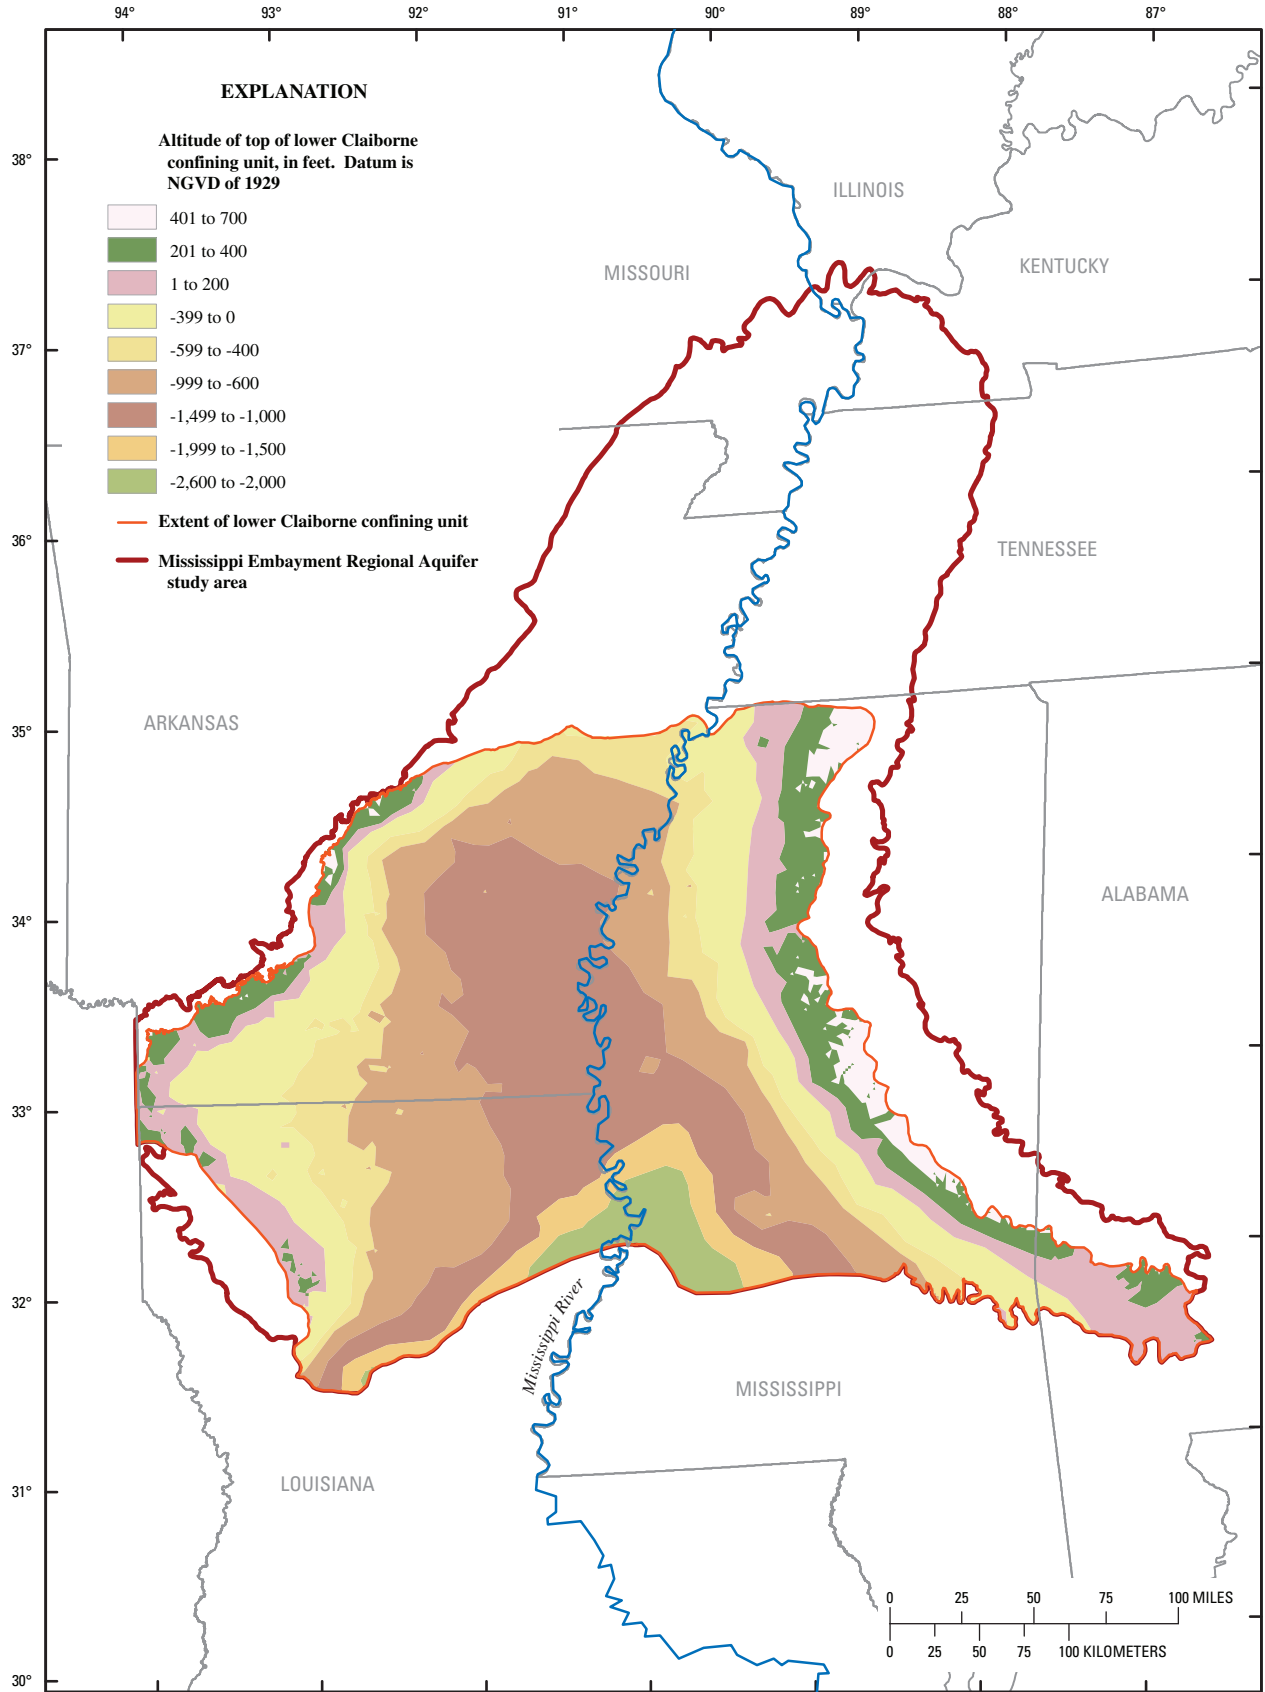 94° 93° 92° 91° 90° 89° 88° 87°
EXPLANATION
Altitude of top of lower Claiborne
confining unit, in feet. Datum is
NGVD of 1929
401 to 700
201 to 400
1 to 200
-399 to 0
-599 to -400
-999 to -600
-1,499 to -1,000
-1,999 to -1,500
-2,600 to -2,000
Extent of lower Claiborne confining unit
Mississippi Embayment Regional Aquifer
study area
38°
37°
36°
35°
34°
33°
32°
31°
30°
ILLINOIS
MISSOURI
KENTUCKY
TENNESSEE
ARKANSAS
ALABAMA
Mississippi River
MISSISSIPPI
LOUISIANA
0 25 50 75 100 MILES
0 25 50 75 100 KILOMETERS